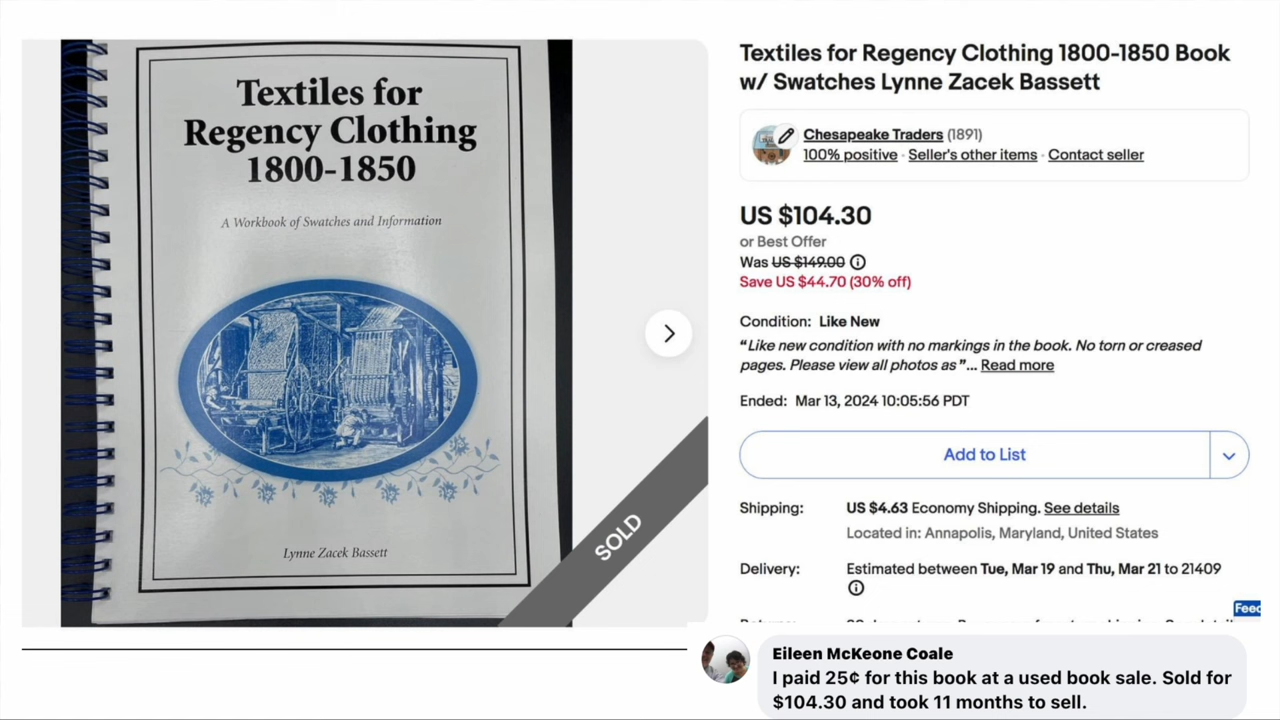 Textiles for
Regency Clothing
1800-1850
A Workbook of Swatches and Information
Lynne Zacek Bassett
SOLD
Textiles for Regency Clothing 1800-1850 Book
w/ Swatches Lynne Zacek Bassett
Chesapeake Traders (1891)
100% positive · Seller's other items · Contact seller
US $104.30
or Best Offer
Was US $149.00
Save US $44.70 (30% off)
Condition: Like New
“Like new condition with no markings in the book. No torn or creased
pages. Please view all photos as ”... Read more
Ended: Mar 13, 2024 10:05:56 PDT
Add to List
Shipping: US $4.63 Economy Shipping. See details
Located in: Annapolis, Maryland, United States
Delivery: Estimated between Tue, Mar 19 and Thu, Mar 21 to 21409
Feec
Eileen McKeone Coale
I paid 25¢ for this book at a used book sale. Sold for
$104.30 and took 11 months to sell.